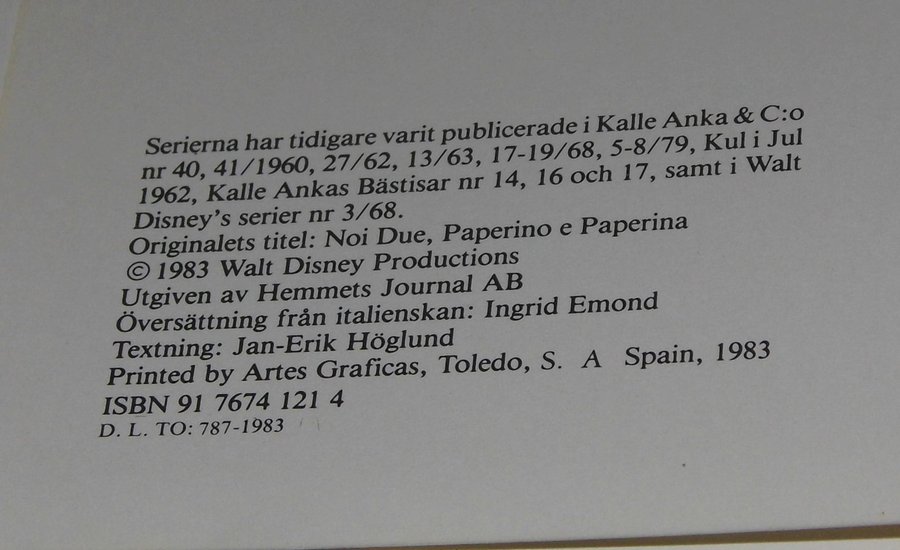 Serierna har tidigare varit publicerade i Kalle Anka & C:o
nr 40, 41/1960, 27/62, 13/63, 17-19/68, 5-8/79, Kul i Jul
1962, Kalle Ankas Bästisar nr 14, 16 och 17, samt i Walt
Disney's serier nr 3/68.
Originalets titel: Noi Due, Paperino e Paperina
© 1983 Walt Disney Productions
Utgiven av Hemmets Journal AB
Översättning från italienskan: Ingrid Emond
Textning: Jan-Erik Höglund
Printed by Artes Graficas, Toledo, S. A Spain, 1983
ISBN 91 7674 121 4
D. L. TO: 787-1983